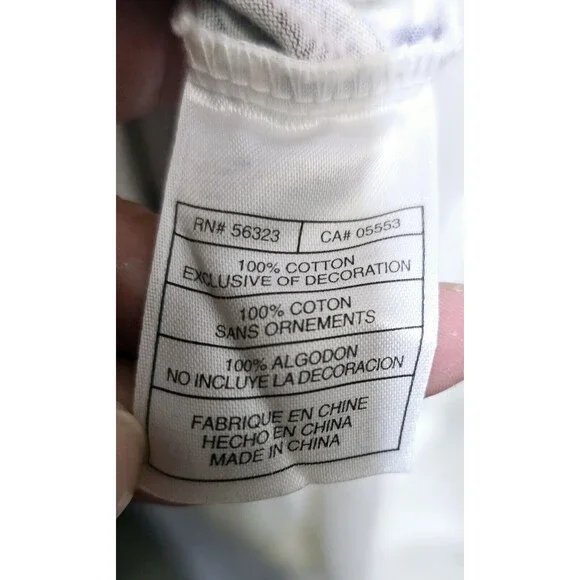 RN# 56323 CA# 05553
100% COTTON
EXCLUSIVE OF DECORATION
100% COTON
SANS ORNEMENTS
100% ALGODON
NO INCLUYE LA DECORACION
FABRIQUE EN CHINE
HECHO EN CHINA
MADE IN CHINA